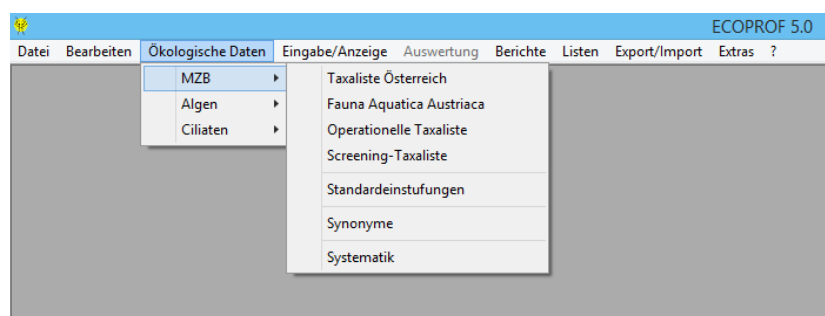 ECOPROF 5.0
Datei Bearbeiten Ökologische Daten Eingabe/Anzeige Auswertung Berichte Listen Export/Import Extras ?
MZB
Algen
Ciliaten
Taxaliste Österreich
Fauna Aquatica Austriaca
Operationelle Taxaliste
Screening-Taxaliste
Standardeinstufungen
Synonyme
Systematik